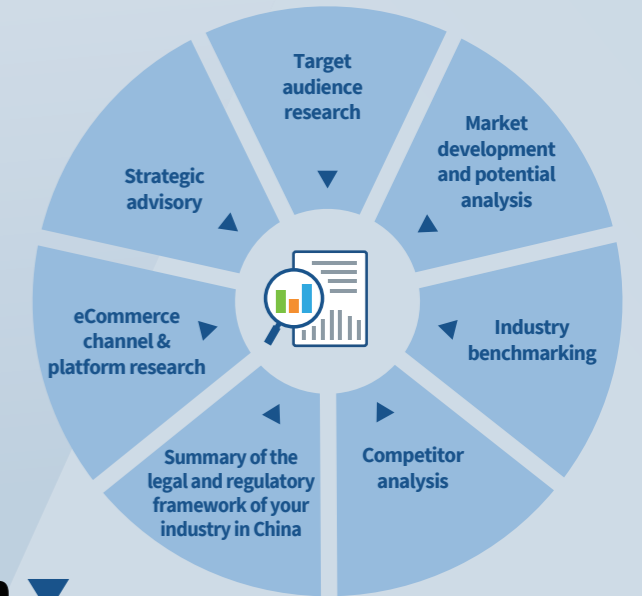 Target
audience
research
Market
development
and potential
analysis
Industry
benchmarking
Competitor
analysis
Summary of the
legal and regulatory
framework of your
industry in China
eCommerce
channel &
platform research
Strategic
advisory